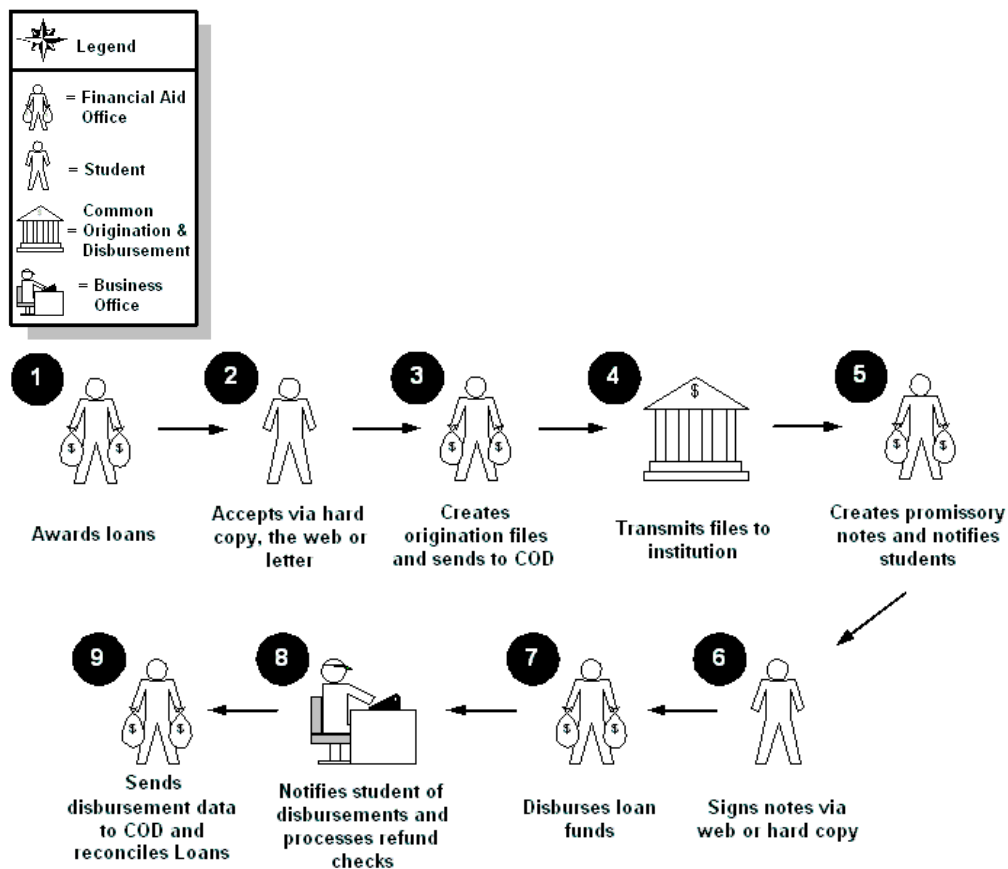 Legend
= Financial Aid
Office
= Student
Common
= Origination &
Disbursement
= Business
Office
1
2
3
4
5
$ $
$ $
$
$ $
Awards loans
Accepts via hard
copy, the web or
letter
Creates
origination files
and sends to COD
Transmits files to
institution
Creates promissory
notes and notifies
students
9
8
7
6
$ $
$ $
Sends
disbursement data
to COD and
reconciles Loans
Notifies student of
disbursements and
processes refund
checks
Disburses loan
funds
Signs notes via
web or hard copy